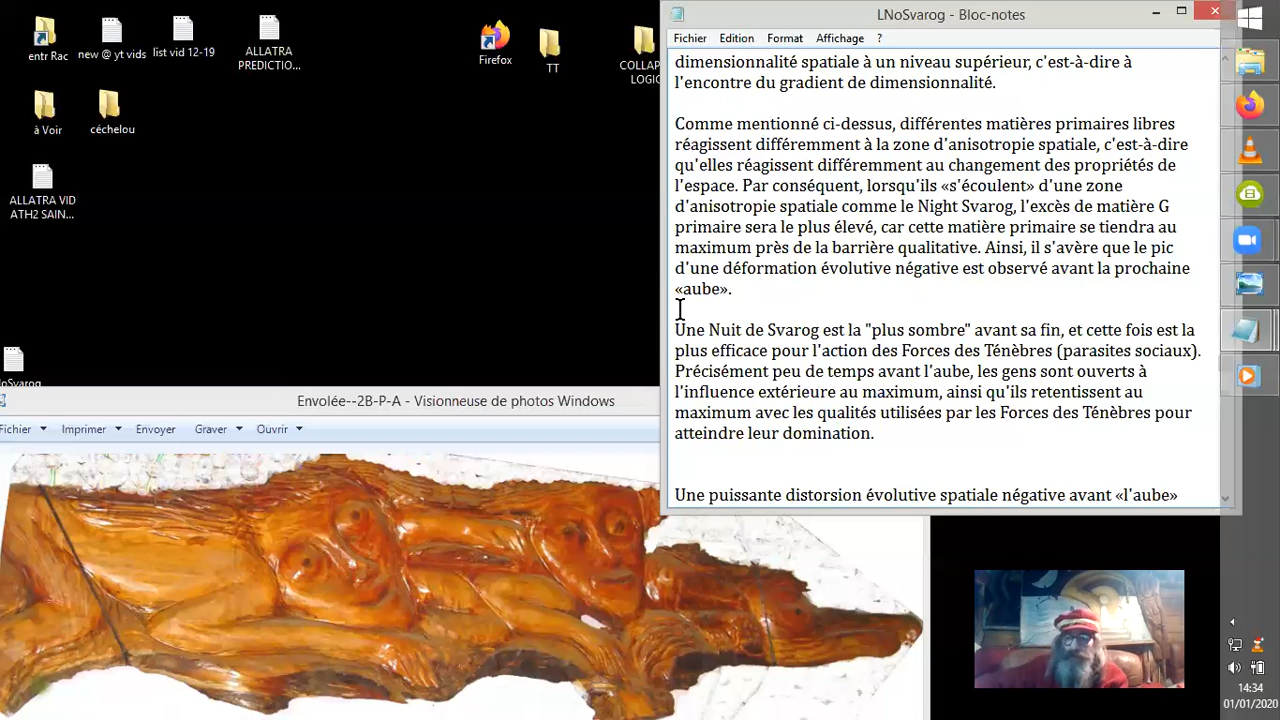 entr Rac
new @ yt vids
list vid 12-19
ALLATRA
PREDICTIO...
Firefox
TT
COLLAP
LOGIC
à Voir
céchelou
ALLATRA VID
ATH2 SAIN...
LNoSvarog - Bloc-notes
Fichier Edition Format Affichage ?
dimensionnalité spatiale à un niveau supérieur, c'est-à-dire à
l'encontre du gradient de dimensionnalité.
Comme mentionné ci-dessus, différentes matières primaires libres
réagissent différemment à la zone d'anisotropie spatiale, c'est-à-dire
qu'elles réagissent différemment au changement des propriétés de
l'espace. Par conséquent, lorsqu'ils «s'écoulent» d'une zone
d'anisotropie spatiale comme le Night Svarog, l'excès de matière G
primaire sera le plus élevé, car cette matière primaire se tiendra au
maximum près de la barrière qualitative. Ainsi, il s'avère que le pic
d'une déformation évolutive négative est observé avant la prochaine
«aube».
Une Nuit de Svarog est la "plus sombre" avant sa fin, et cette fois est la
plus efficace pour l'action des Forces des Ténèbres (parasites sociaux).
Précisément peu de temps avant l'aube, les gens sont ouverts à
l'influence extérieure au maximum, ainsi qu'ils retentissent au
maximum avec les qualités utilisées par les Forces des Ténèbres pour
atteindre leur domination.
Une puissante distorsion évolutive spatiale négative avant «l'aube»
Envolée--2B-P-A - Visionneuse de photos Windows
Fichier Imprimer Envoyer Graver Ouvrir
14:34
01/01/2020